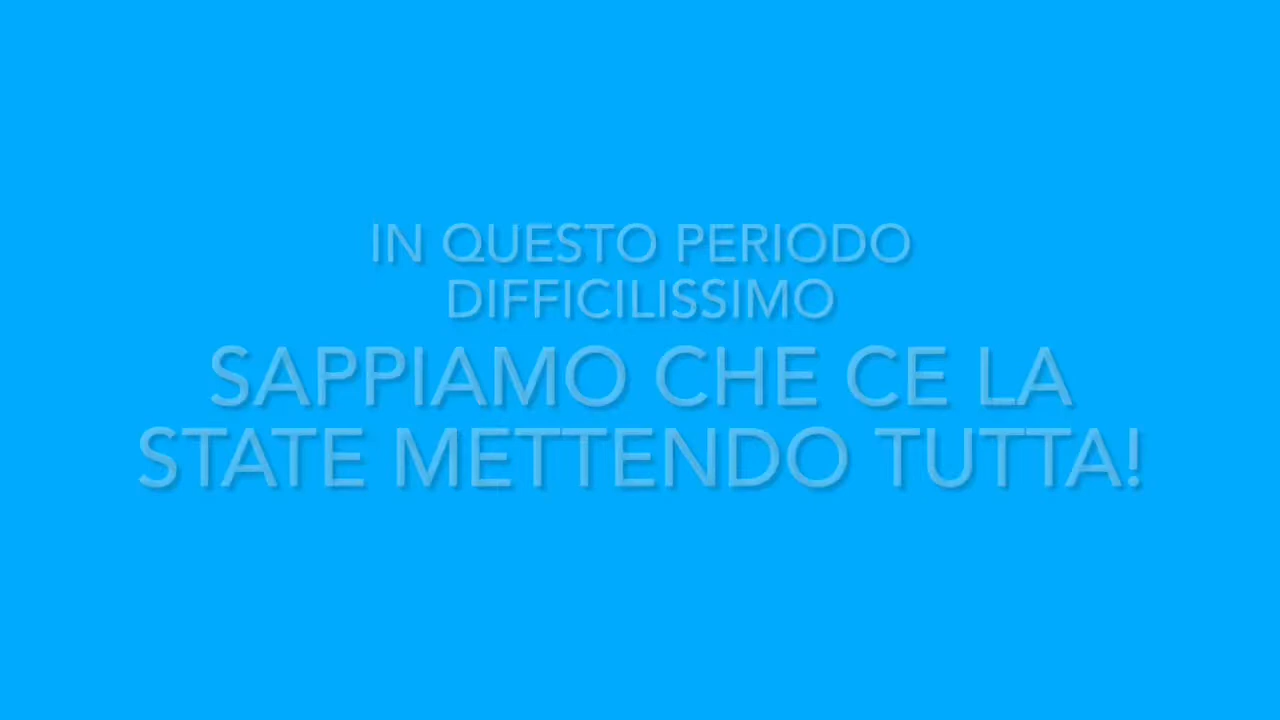 IN QUESTO PERIODO
DIFFICILISSIMO
SAPPIAMO CHE CE LA
STATE METTENDO TUTTA!